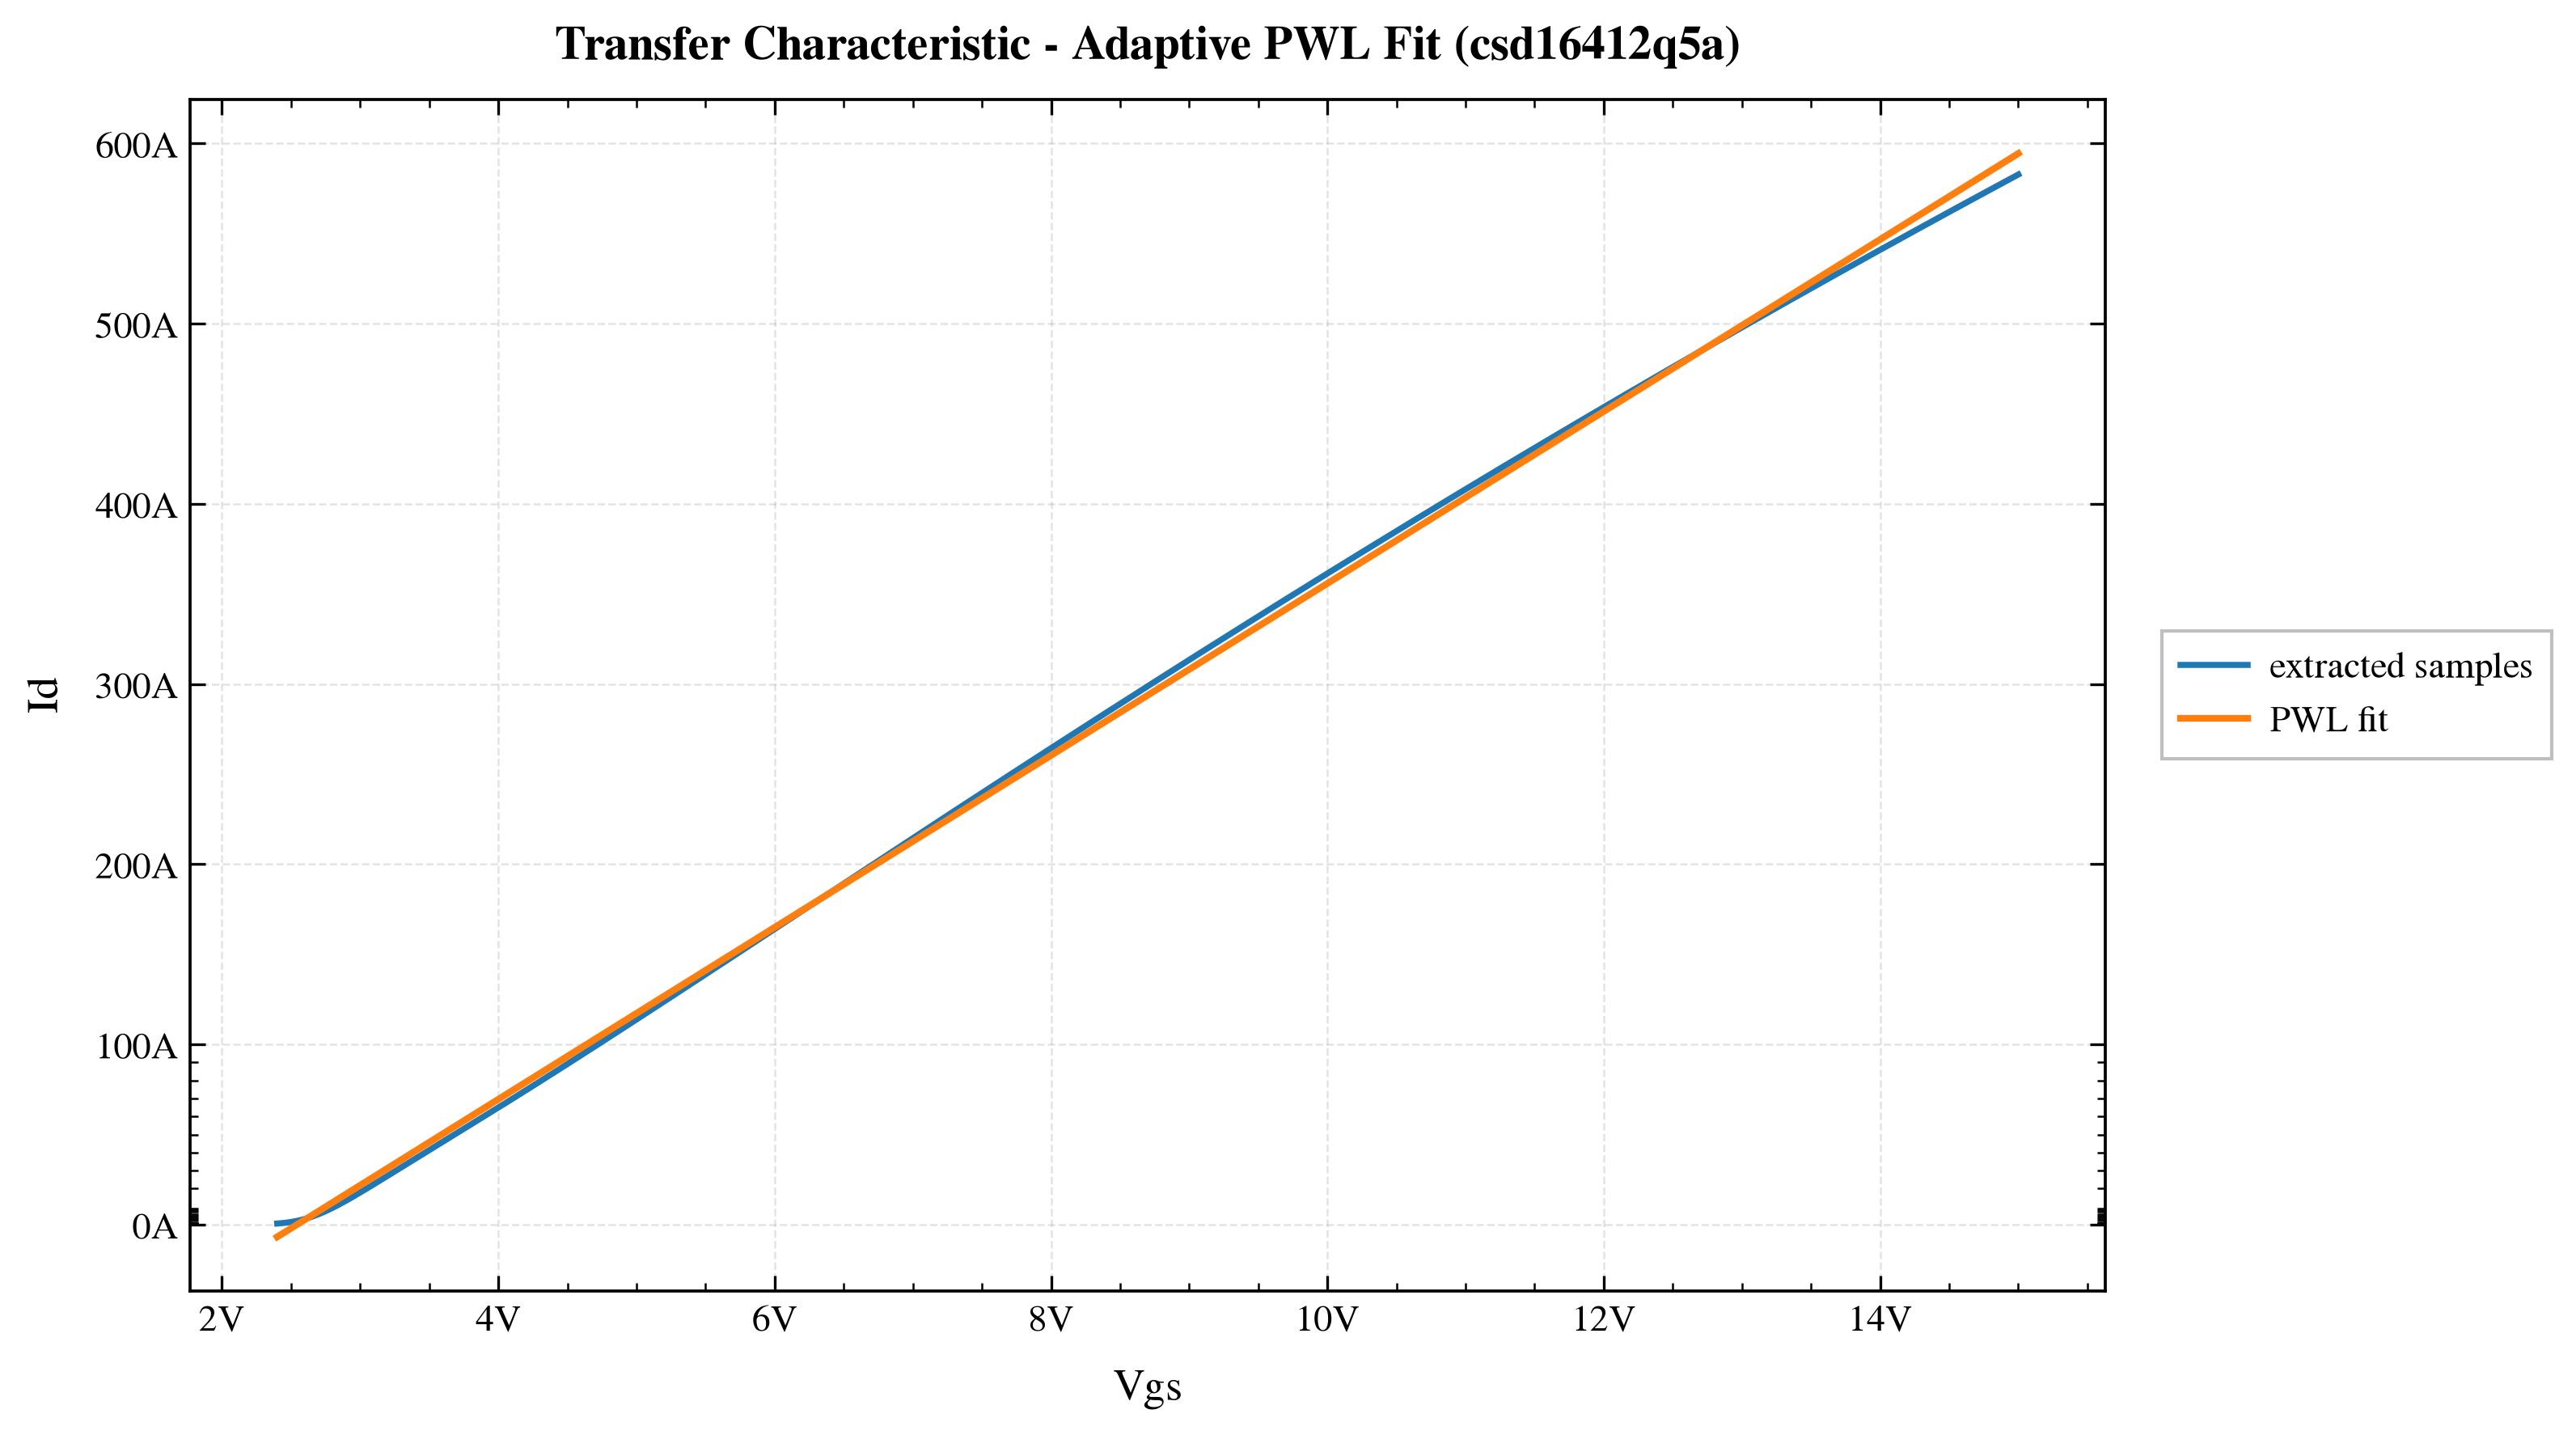 Transfer Characteristic - Adaptive PWL Fit (csd16412q5a)
600A
500A
400A
300A
200A
100A
0A
Id
2V 4V 6V 8V 10V 12V 14V
Vgs
extracted samples
PWL fit